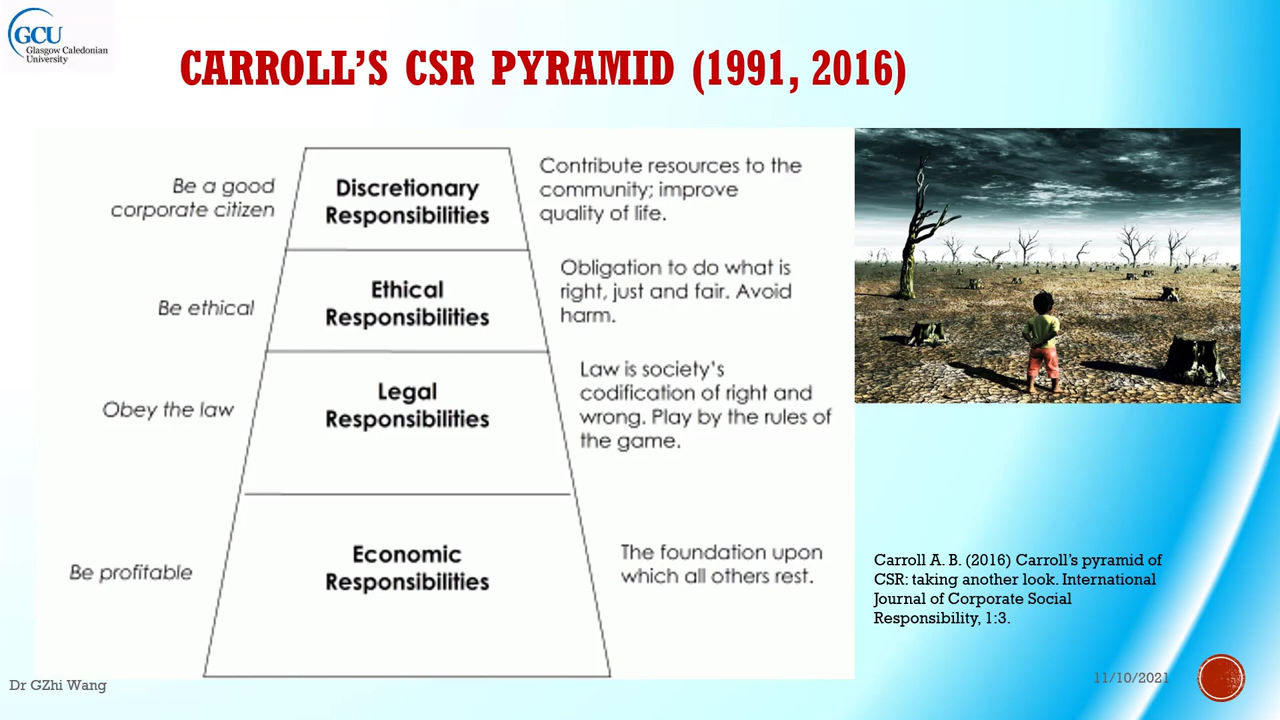 GCU
Glasgow Caledonian
University
CARROLL'S CSR PYRAMID (1991, 2016)
Be a good
corporate citizen
Discretionary
Responsibilities
Contribute resources to the
community; improve
quality of life.
Be ethical
Ethical
Responsibilities
Obligation to do what is
right, just and fair. Avoid
harm.
Obey the law
Legal
Responsibilities
Law is society's
codification of right and
wrong. Play by the rules of
the game.
Be profitable
Economic
Responsibilities
The foundation upon
which all others rest.
Carroll A. B. (2016) Carroll's pyramid of
CSR: taking another look. International
Journal of Corporate Social
Responsibility, 1:3.
Dr GZhi Wang
11/10/2021